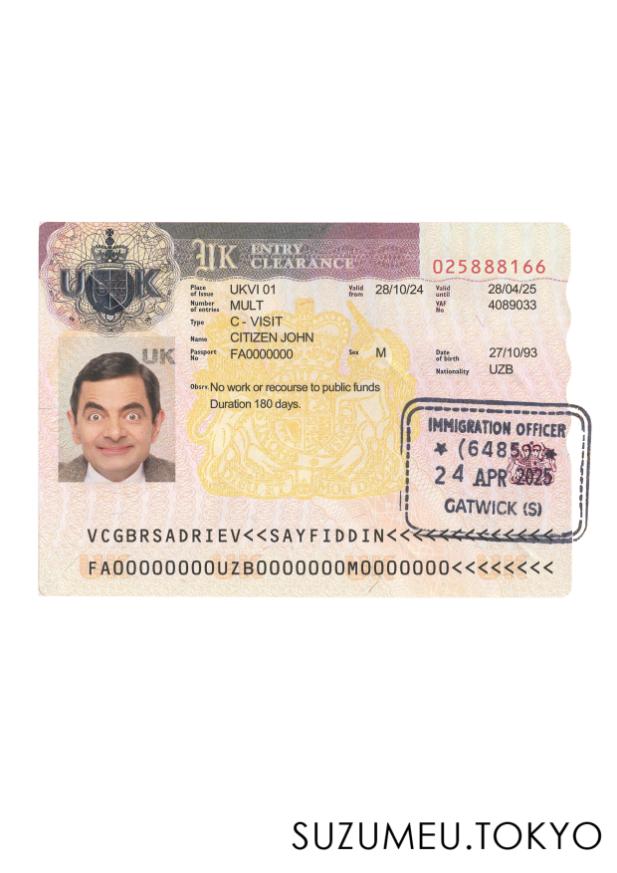 UK
UK ENTRY
CLEARANCE
025888166
Place of Issue UKVI 01 Valid from 28/10/24 Valid until 28/04/25
Number of entries MULT VAF No 4089033
Type C - VISIT
Name CITIZEN JOHN
Passport No FA0000000 Sex M Date of birth 27/10/93
Nationality UZB
UK
Obsrv. No work or recourse to public funds
Duration 180 days.
IMMIGRATION OFFICER
24 APR 2025
GATWICK (S)
VCGBRSADRIEV<<SAYFIDDIN<<<<<<<<<<<<<
FA00000000UZB0000000M0000000<<<<<<<<
SUZUMEU.TOKYO